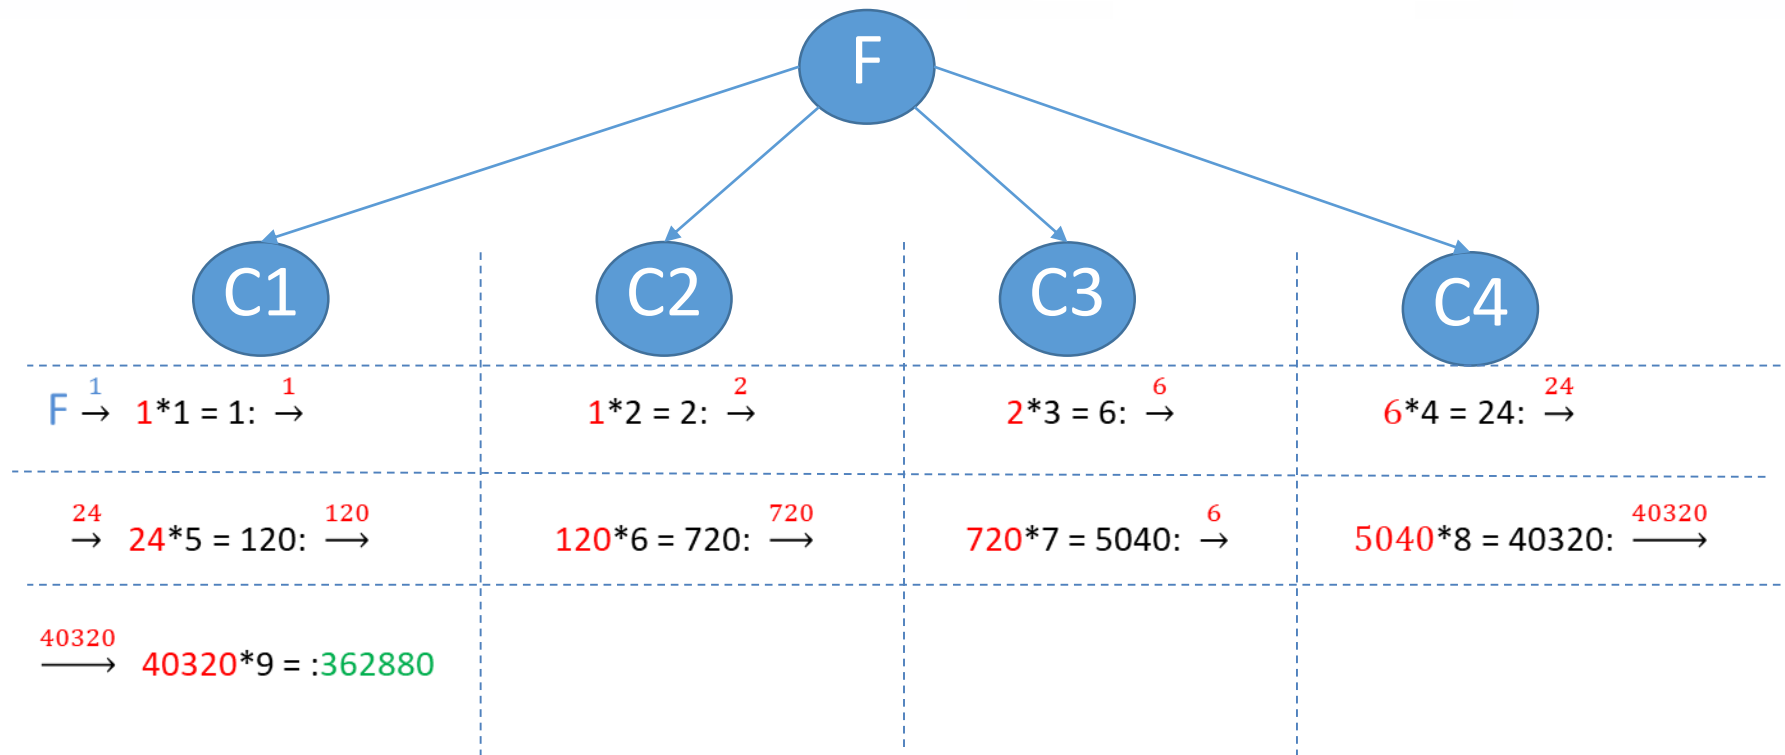 F
C1 C2 C3 C4
1 1 2 6 24
F → 1*1 = 1: → 1*2 = 2: → 2*3 = 6: → 6*4 = 24: →
24 120 720 6 40320
→ 24*5 = 120: → 120*6 = 720: → 720*7 = 5040: → 5040*8 = 40320: →
40320
→ 40320*9 = :362880